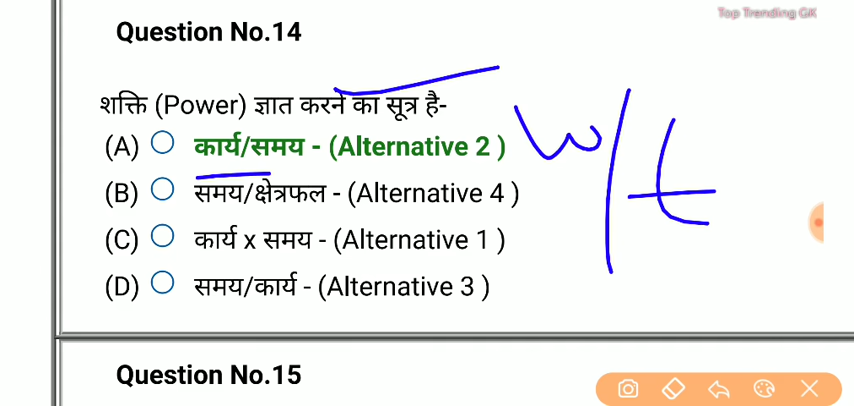 Top Trending GK
Question No.14
शक्ति (Power) ज्ञात करने का सूत्र है-
(A) कार्य/समय - (Alternative 2 )
(B) समय/क्षेत्रफल - (Alternative 4 )
(C) कार्य x समय - (Alternative 1 )
(D) समय/कार्य - (Alternative 3 )
w/t
Question No.15